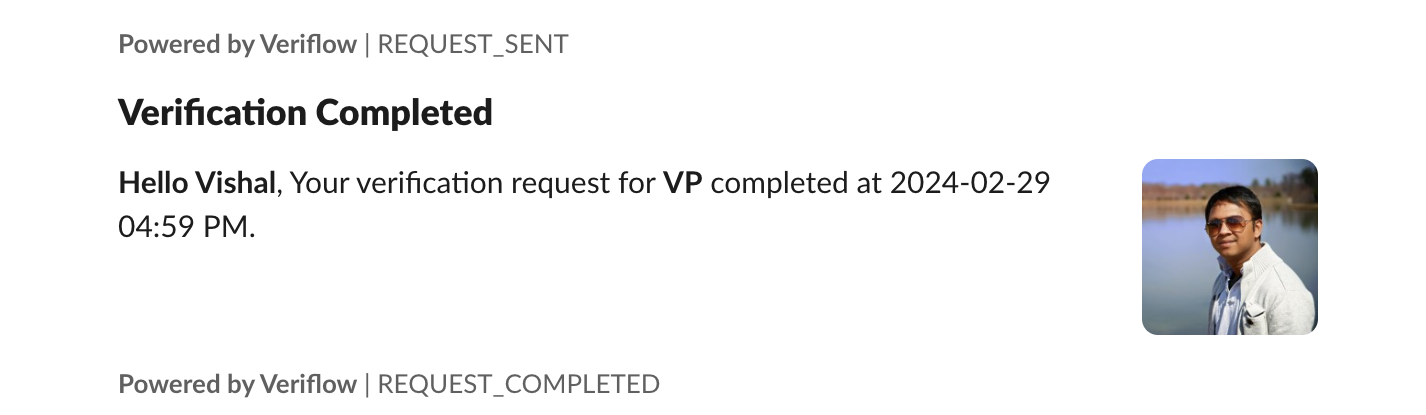 Powered by Veriflow | REQUEST_SENT
Verification Completed
Hello Vishal, Your verification request for VP completed at 2024-02-29
04:59 PM.
Powered by Veriflow | REQUEST_COMPLETED